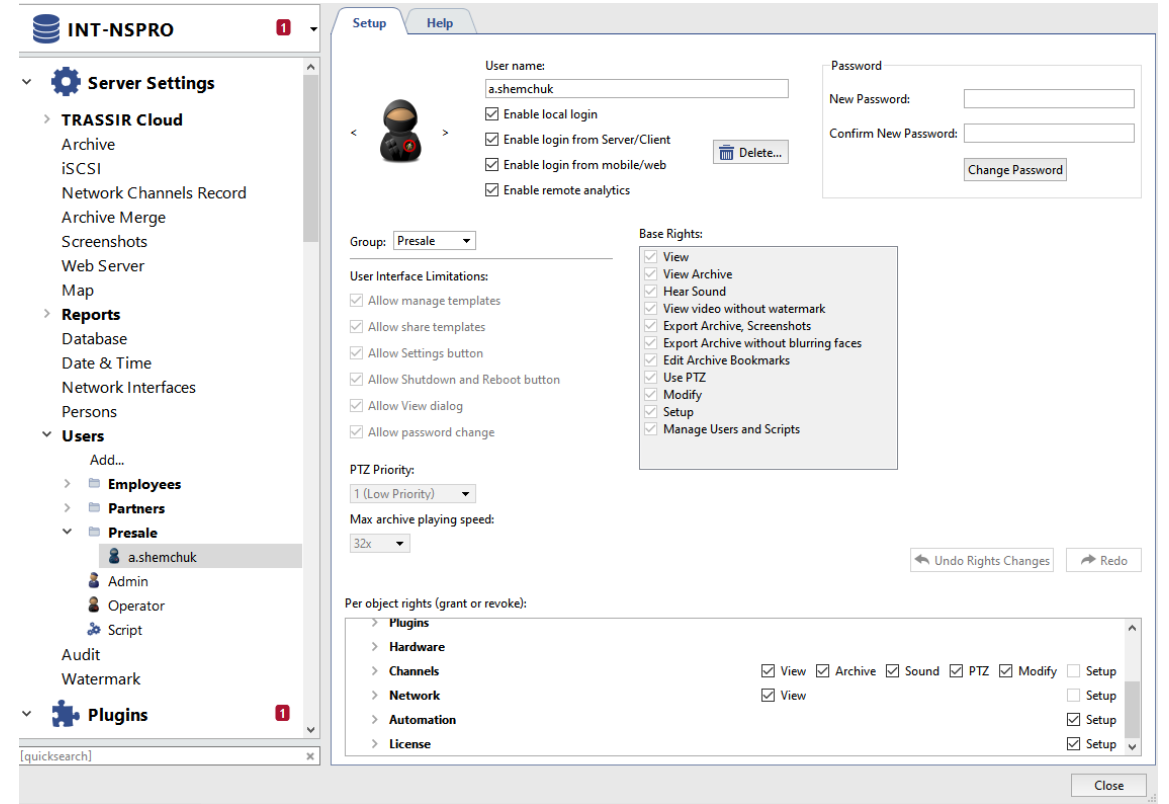 INT-NSPRO
1
Server Settings
TRASSIR Cloud
Archive
iSCSI
Network Channels Record
Archive Merge
Screenshots
Web Server
Map
Reports
Database
Date & Time
Network Interfaces
Persons
Users
Add...
Employees
Partners
Presale
a.shemchuk
Admin
Operator
Script
Audit
Watermark
Plugins
1
[quicksearch]
Setup
Help
User name:
a.shemchuk
Enable local login
Enable login from Server/Client
Enable login from mobile/web
Enable remote analytics
< >
Delete...
Password
New Password:
Confirm New Password:
Change Password
Group: Presale
User Interface Limitations:
Allow manage templates
Allow share templates
Allow Settings button
Allow Shutdown and Reboot button
Allow View dialog
Allow password change
PTZ Priority:
1 (Low Priority)
Max archive playing speed:
32x
Base Rights:
View
View Archive
Hear Sound
View video without watermark
Export Archive, Screenshots
Export Archive without blurring faces
Edit Archive Bookmarks
Use PTZ
Modify
Setup
Manage Users and Scripts
Undo Rights Changes
Redo
Per object rights (grant or revoke):
Plugins
Hardware
Channels View Archive Sound PTZ Modify Setup
Network View Setup
Automation Setup
License Setup
Close